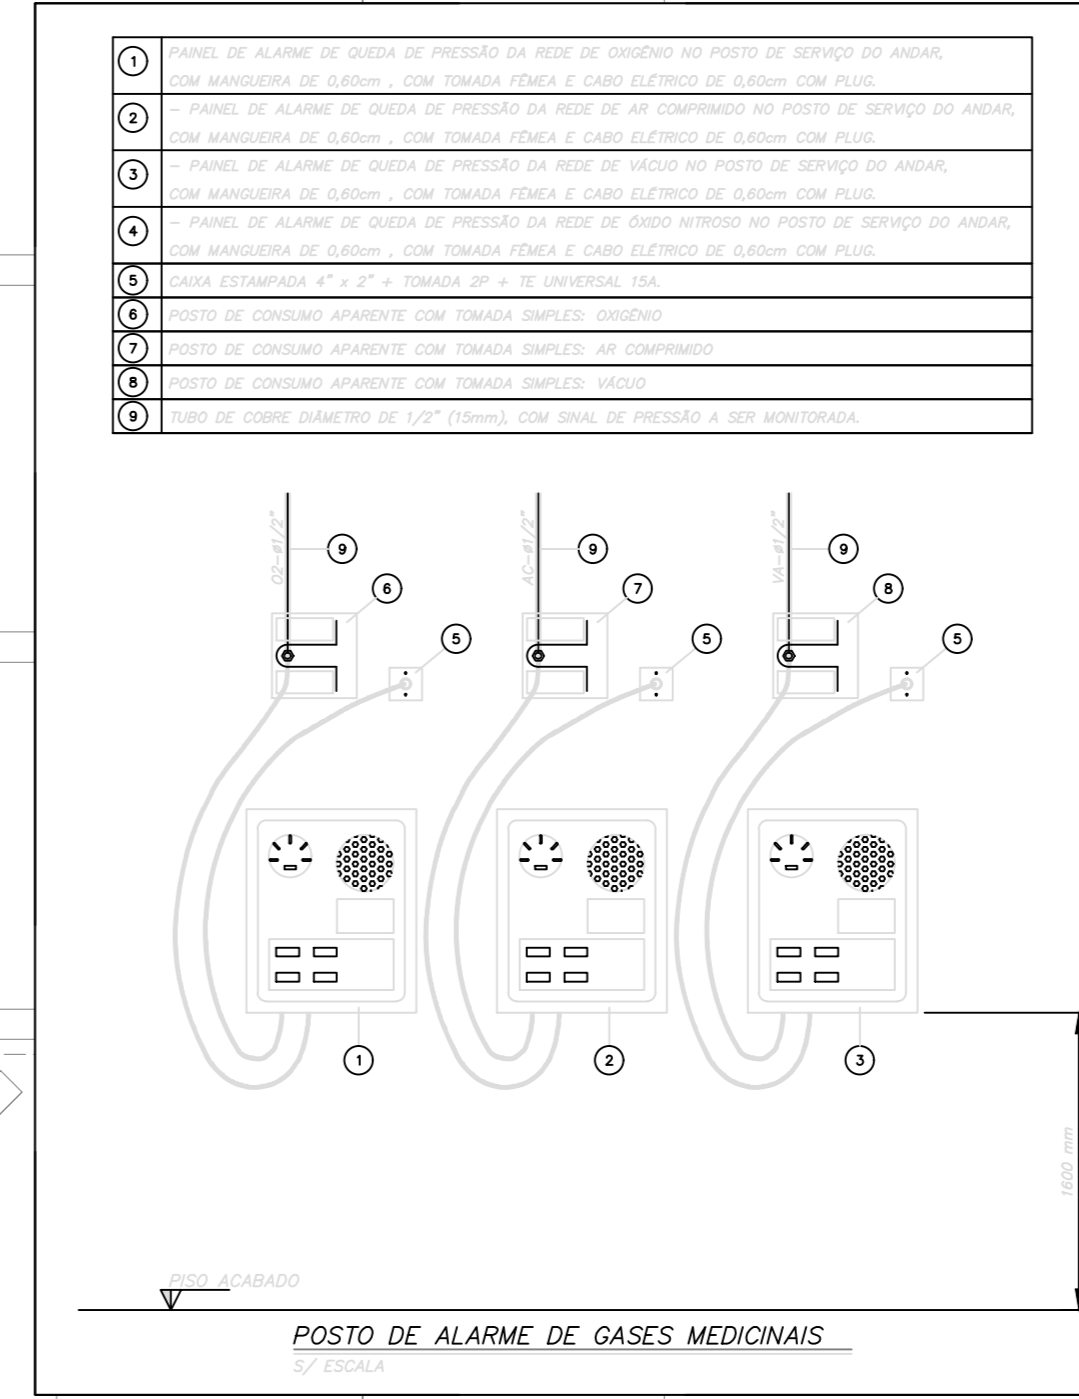 1 PAINEL DE ALARME DE QUEDA DE PRESSÃO DA REDE DE OXIGÊNIO NO POSTO DE SERVIÇO DO ANDAR,
COM MANGUEIRA DE 0,60cm , COM TOMADA FÊMEA E CABO ELÉTRICO DE 0,60cm COM PLUG.
2 – PAINEL DE ALARME DE QUEDA DE PRESSÃO DA REDE DE AR COMPRIMIDO NO POSTO DE SERVIÇO DO ANDAR,
COM MANGUEIRA DE 0,60cm , COM TOMADA FÊMEA E CABO ELÉTRICO DE 0,60cm COM PLUG.
3 – PAINEL DE ALARME DE QUEDA DE PRESSÃO DA REDE DE VÁCUO NO POSTO DE SERVIÇO DO ANDAR,
COM MANGUEIRA DE 0,60cm , COM TOMADA FÊMEA E CABO ELÉTRICO DE 0,60cm COM PLUG.
4 – PAINEL DE ALARME DE QUEDA DE PRESSÃO DA REDE DE ÓXIDO NITROSO NO POSTO DE SERVIÇO DO ANDAR,
COM MANGUEIRA DE 0,60cm , COM TOMADA FÊMEA E CABO ELÉTRICO DE 0,60cm COM PLUG.
5 CAIXA ESTAMPADA 4" x 2" + TOMADA 2P + TE UNIVERSAL 15A.
6 POSTO DE CONSUMO APARENTE COM TOMADA SIMPLES: OXIGÊNIO
7 POSTO DE CONSUMO APARENTE COM TOMADA SIMPLES: AR COMPRIMIDO
8 POSTO DE CONSUMO APARENTE COM TOMADA SIMPLES: VÁCUO
9 TUBO DE COBRE DIÂMETRO DE 1/2" (15mm), COM SINAL DE PRESSÃO A SER MONITORADA.
O2-ø1/2"
9
6
5
AC-ø1/2"
9
7
5
VA-ø1/2"
9
8
5
1
2
3
1600 mm
PISO ACABADO
POSTO DE ALARME DE GASES MEDICINAIS
S/ ESCALA